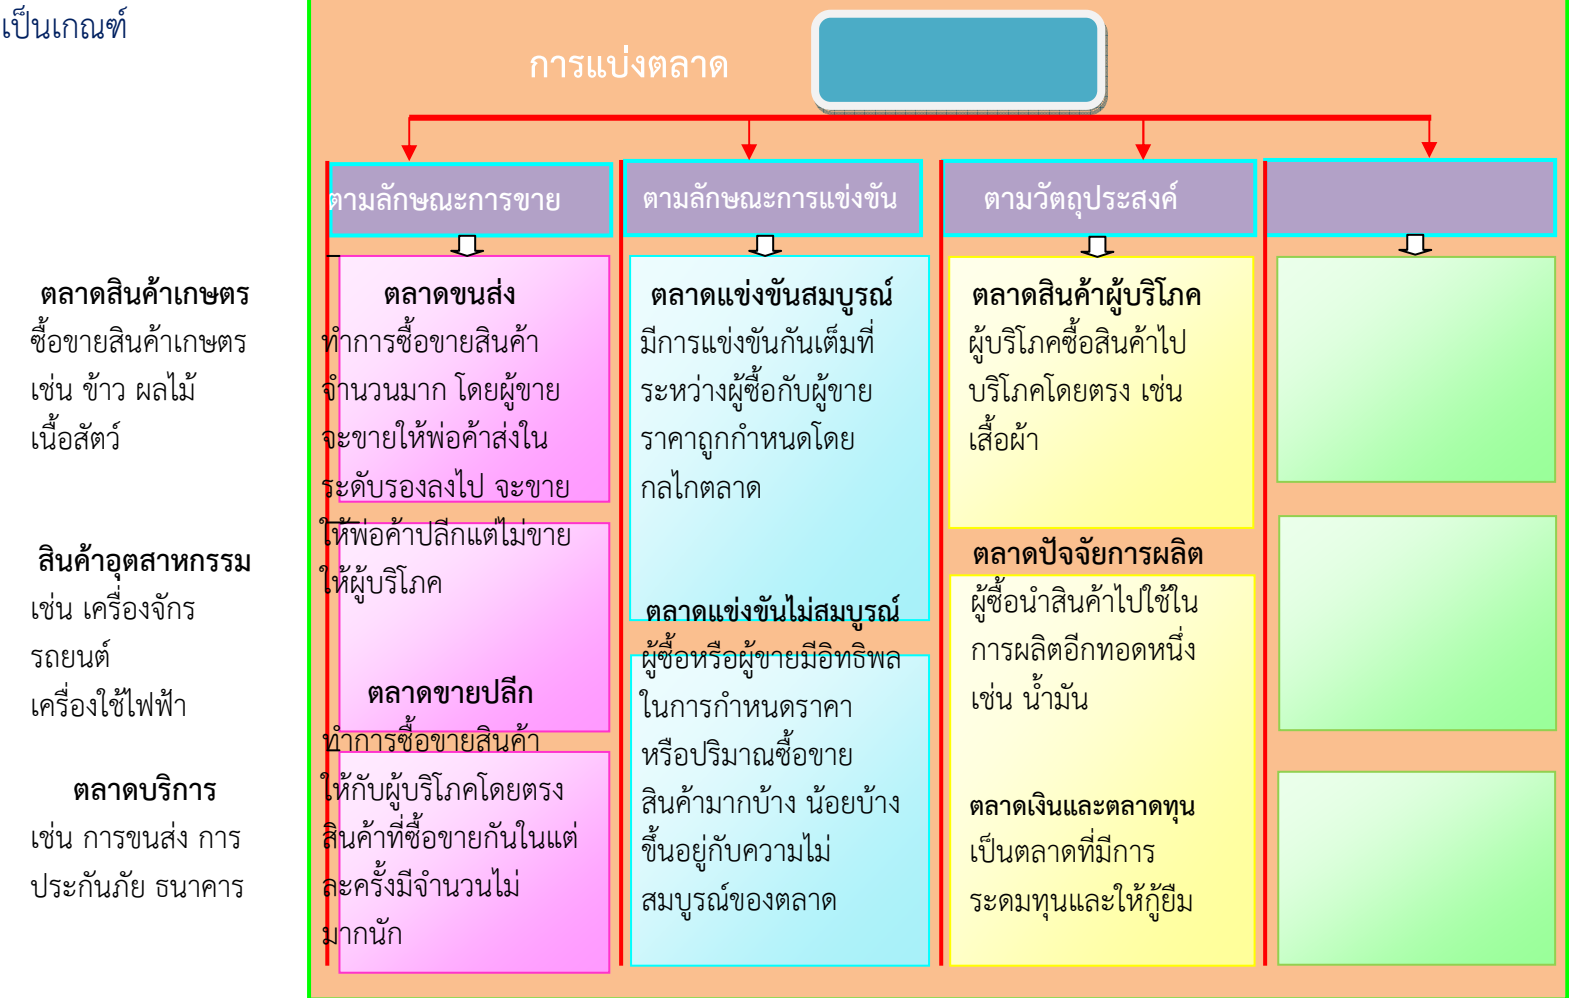 เป็นเกณฑ์
การแบ่งตลาด
ตามลักษณะการขาย
ตามลักษณะการแข่งขัน
ตามวัตถุประสงค์
ตลาดสินค้าเกษตร
ซื้อขายสินค้าเกษตร
เช่น ข้าว ผลไม้
เนื้อสัตว์
สินค้าอุตสาหกรรม
เช่น เครื่องจักร
รถยนต์
เครื่องใช้ไฟฟ้า
ตลาดบริการ
เช่น การขนส่ง การ
ประกันภัย ธนาคาร
ตลาดขนส่ง
ทำการซื้อขายสินค้า
จำนวนมาก โดยผู้ขาย
จะขายให้พ่อค้าส่งใน
ระดับรองลงไป จะขาย
ให้พ่อค้าปลีกแต่ไม่ขาย
ให้ผู้บริโภค
ตลาดขายปลีก
ทำการซื้อขายสินค้า
ให้กับผู้บริโภคโดยตรง
สินค้าที่ซื้อขายกันในแต่
ละครั้งมีจำนวนไม่
มากนัก
ตลาดแข่งขันสมบูรณ์
มีการแข่งขันกันเต็มที่
ระหว่างผู้ซื้อกับผู้ขาย
ราคาถูกกำหนดโดย
กลไกตลาด
ตลาดแข่งขันไม่สมบูรณ์
ผู้ซื้อหรือผู้ขายมีอิทธิพล
ในการกำหนดราคา
หรือปริมาณซื้อขาย
สินค้ามากบ้าง น้อยบ้าง
ขึ้นอยู่กับความไม่
สมบูรณ์ของตลาด
ตลาดสินค้าผู้บริโภค
ผู้บริโภคซื้อสินค้าไป
บริโภคโดยตรง เช่น
เสื้อผ้า
ตลาดปัจจัยการผลิต
ผู้ซื้อนำสินค้าไปใช้ใน
การผลิตอีกทอดหนึ่ง
เช่น น้ำมัน
ตลาดเงินและตลาดทุน
เป็นตลาดที่มีการ
ระดมทุนและให้กู้ยืม